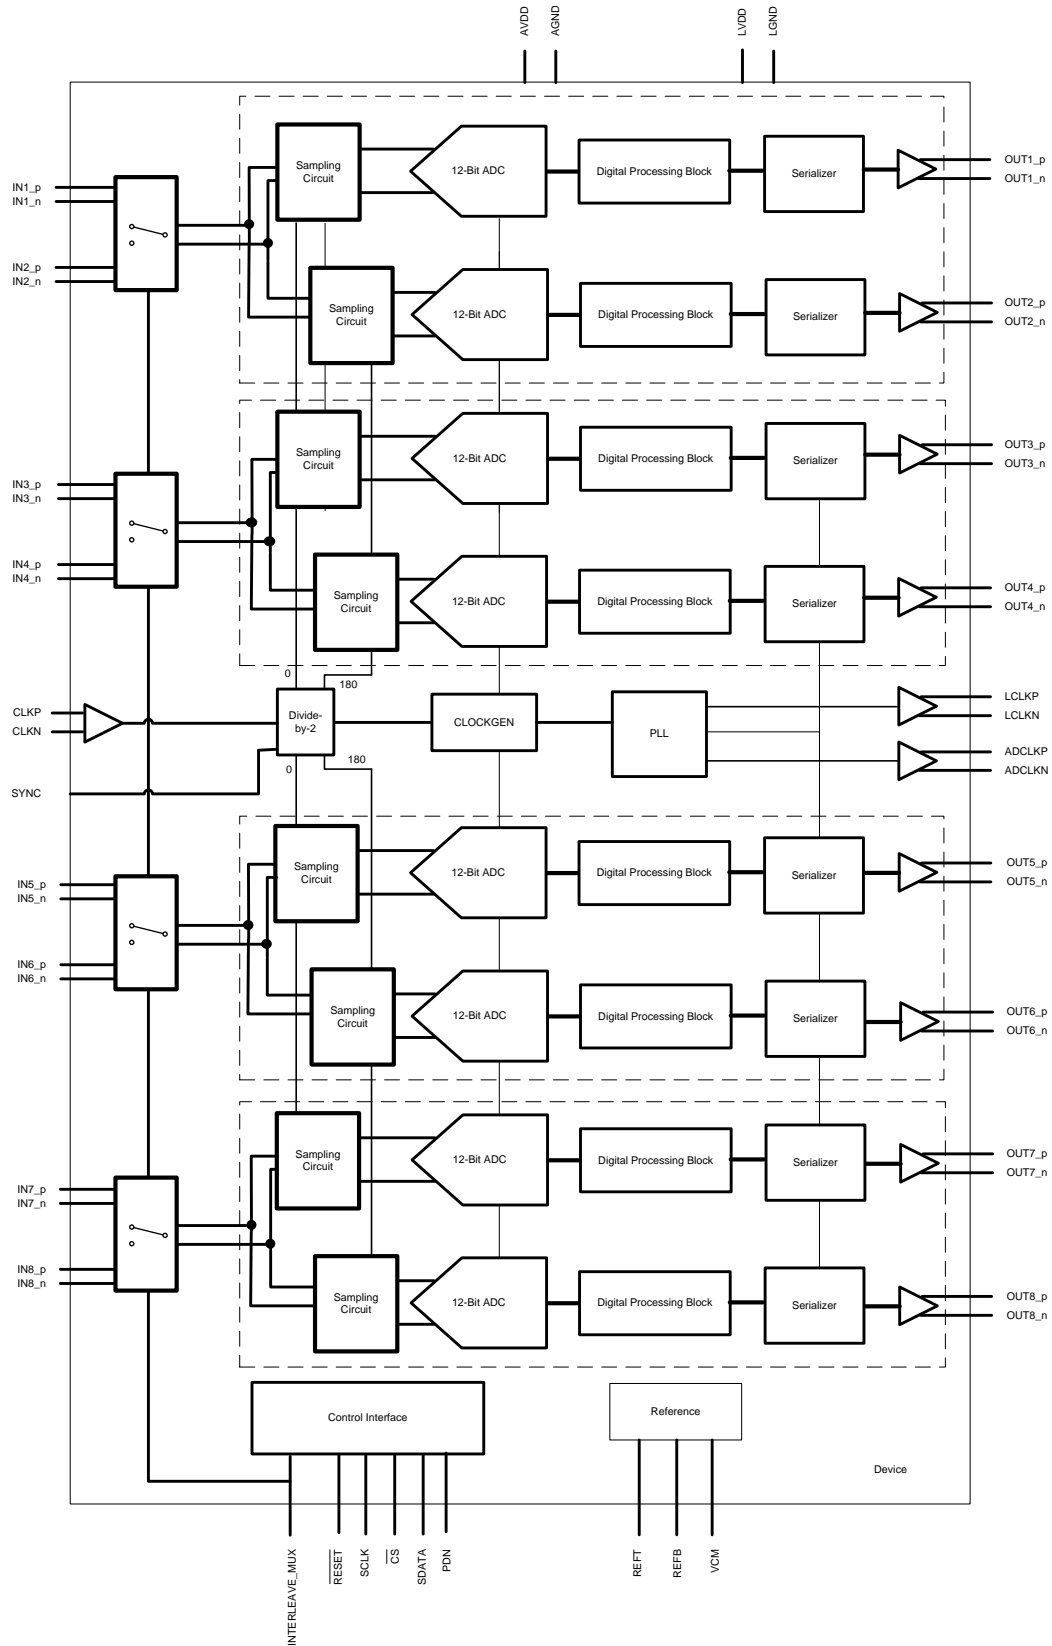 AVDD
AGND
LVDD
LGND
IN1_p
IN1_n
IN2_p
IN2_n
Sampling
Circuit
12-Bit ADC
Digital Processing Block
Serializer
OUT1_p
OUT1_n
Sampling
Circuit
12-Bit ADC
Digital Processing Block
Serializer
OUT2_p
OUT2_n
IN3_p
IN3_n
IN4_p
IN4_n
Sampling
Circuit
12-Bit ADC
Digital Processing Block
Serializer
OUT3_p
OUT3_n
Sampling
Circuit
12-Bit ADC
Digital Processing Block
Serializer
OUT4_p
OUT4_n
0
180
CLKP
CLKN
Divide-
by-2
CLOCKGEN
PLL
LCLKP
LCLKN
ADCLKP
ADCLKN
180
0
SYNC
IN5_p
IN5_n
IN6_p
IN6_n
Sampling
Circuit
12-Bit ADC
Digital Processing Block
Serializer
OUT5_p
OUT5_n
Sampling
Circuit
12-Bit ADC
Digital Processing Block
Serializer
OUT6_p
OUT6_n
IN7_p
IN7_n
IN8_p
IN8_n
Sampling
Circuit
12-Bit ADC
Digital Processing Block
Serializer
OUT7_p
OUT7_n
Sampling
Circuit
12-Bit ADC
Digital Processing Block
Serializer
OUT8_p
OUT8_n
Control Interface
Reference
Device
INTERLEAVE_MUX
RESET
SCLK
CS
SDATA
PDN
REFT
REFB
VCM